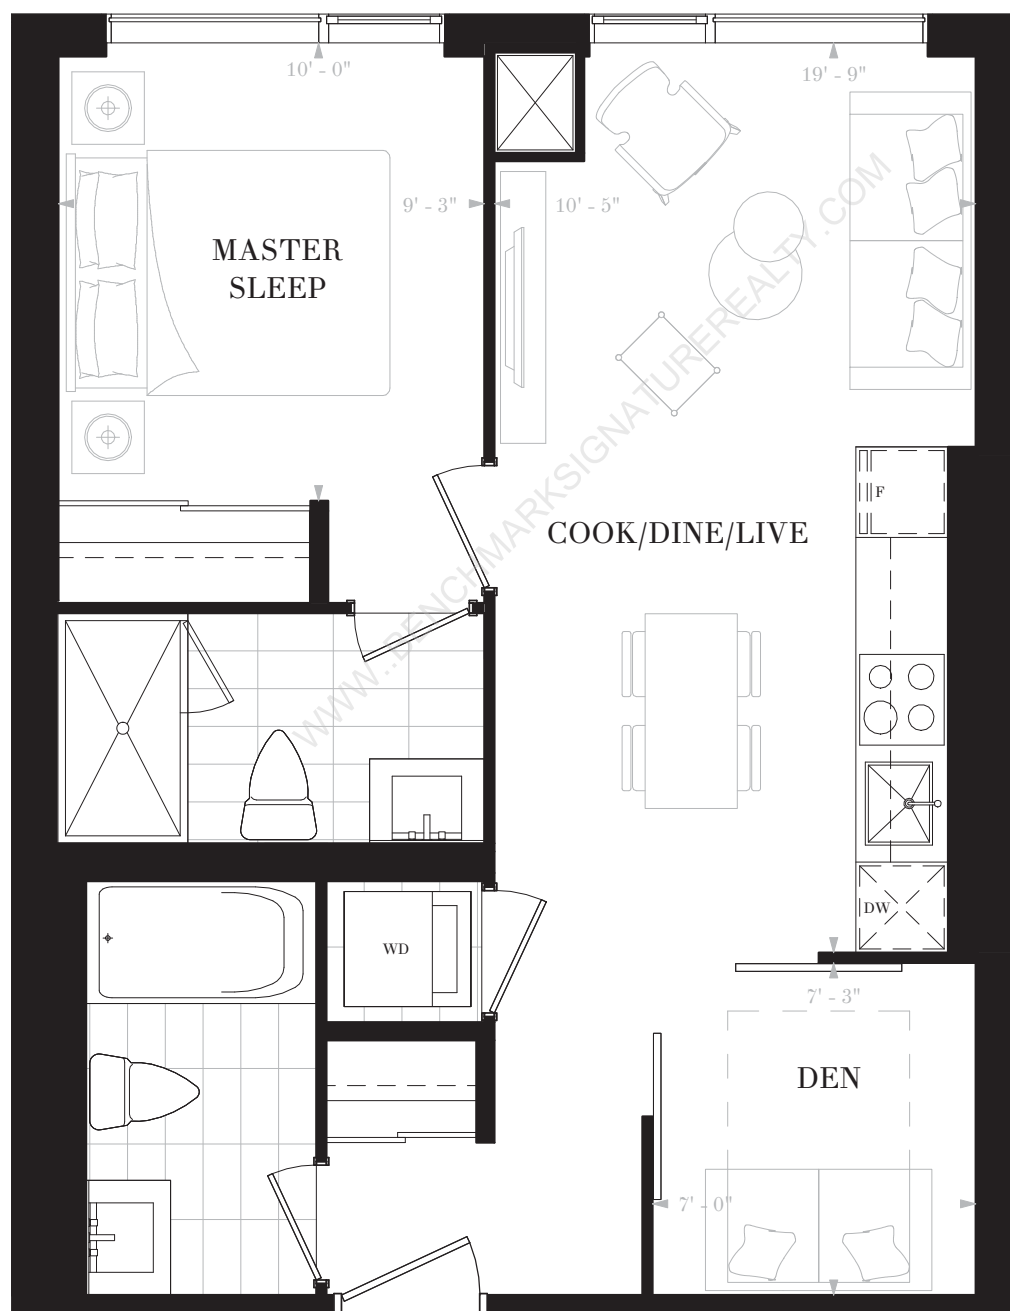 10' - 0"
19' - 9"
9' - 3"
10' - 5"
MASTER
SLEEP
WWW..BENCHMARKSIGNATUREREALTY.COM
F
COOK/DINE/LIVE
DW
WD
7' - 3"
DEN
7' - 0"